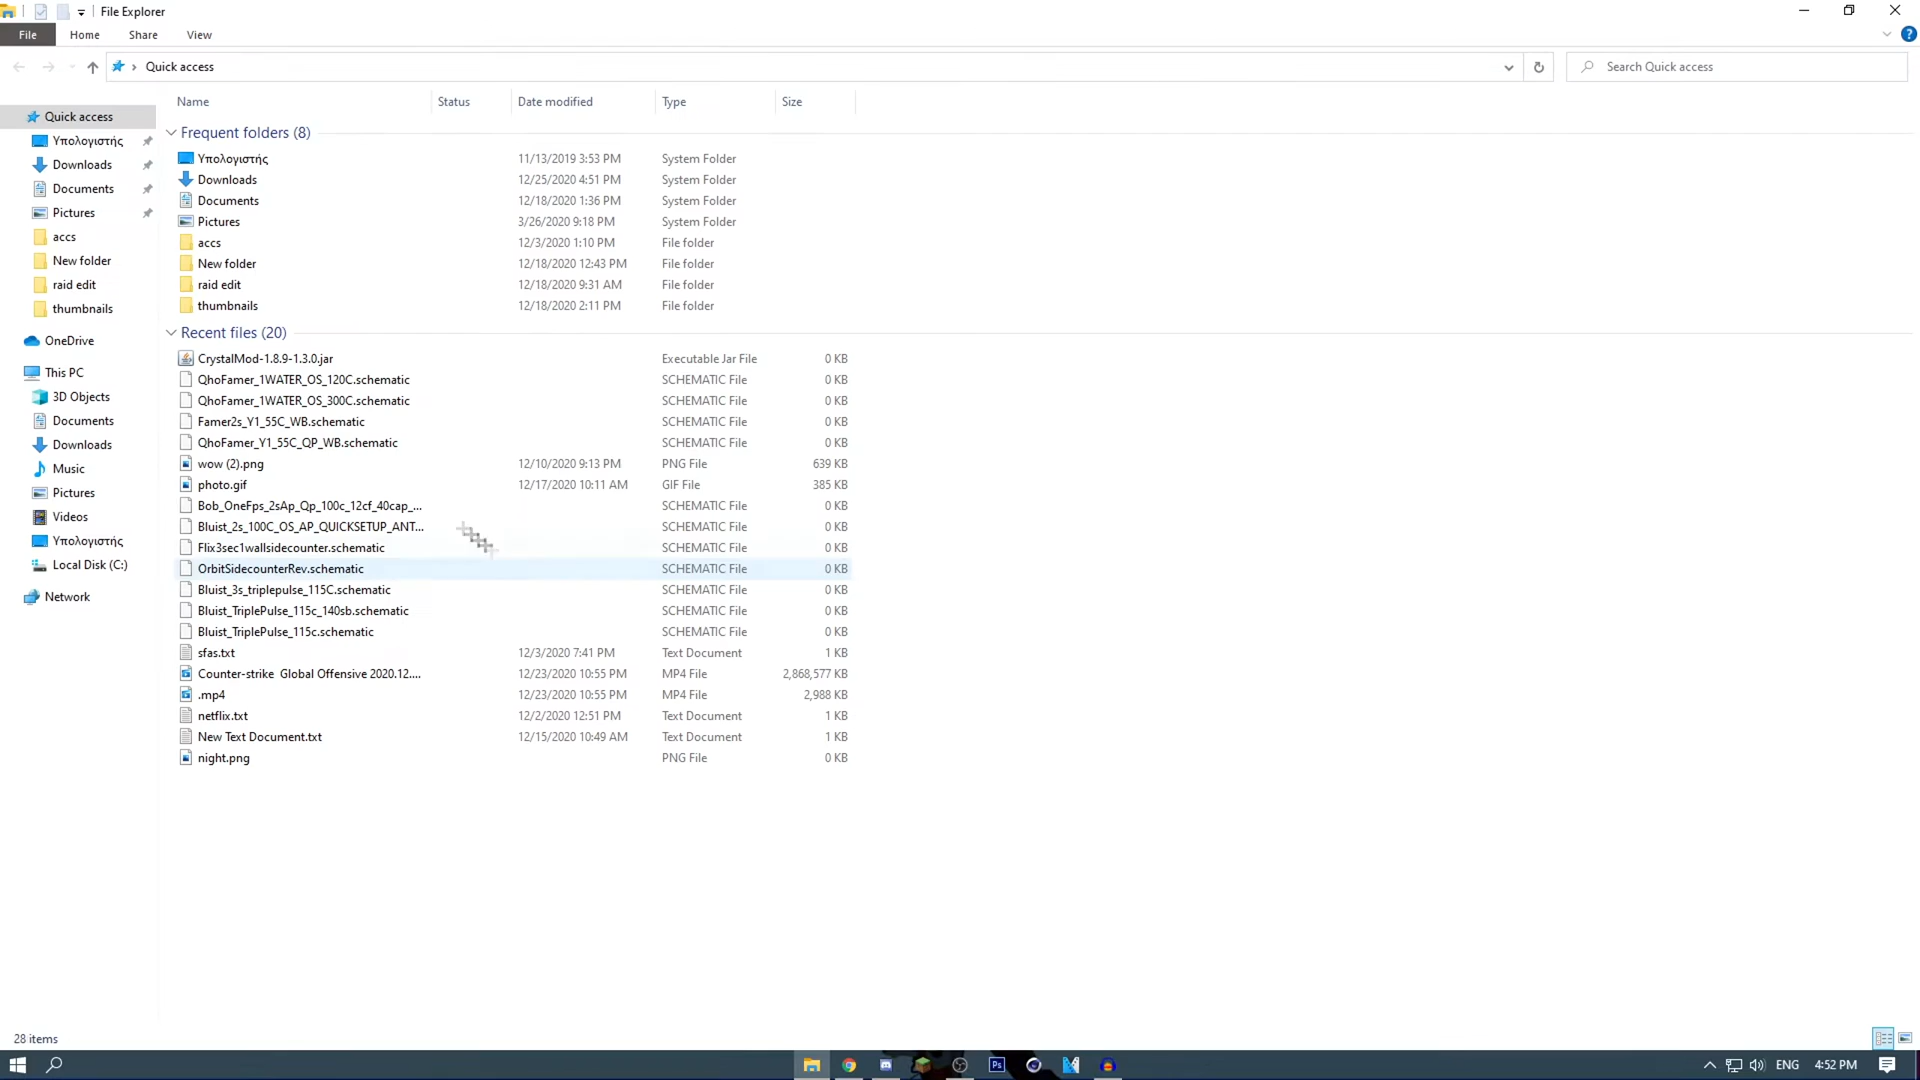 File Explorer
File Home Share View
Quick access
Search Quick access
Name Status Date modified Type Size
Quick access
Υπολογιστής
Downloads
Documents
Pictures
accs
New folder
raid edit
thumbnails
OneDrive
This PC
3D Objects
Documents
Downloads
Music
Pictures
Videos
Υπολογιστής
Local Disk (C:)
Network
Frequent folders (8)
Υπολογιστής 11/13/2019 3:53 PM System Folder
Downloads 12/25/2020 4:51 PM System Folder
Documents 12/18/2020 1:36 PM System Folder
Pictures 3/26/2020 9:18 PM System Folder
accs 12/3/2020 1:10 PM File folder
New folder 12/18/2020 12:43 PM File folder
raid edit 12/18/2020 9:31 AM File folder
thumbnails 12/18/2020 2:11 PM File folder
Recent files (20)
CrystalMod-1.8.9-1.3.0.jar Executable Jar File 0 KB
QhoFamer_1WATER_OS_120C.schematic SCHEMATIC File 0 KB
QhoFamer_1WATER_OS_300C.schematic SCHEMATIC File 0 KB
Famer2s_Y1_55C_WB.schematic SCHEMATIC File 0 KB
QhoFamer_Y1_55C_QP_WB.schematic SCHEMATIC File 0 KB
wow (2).png 12/10/2020 9:13 PM PNG File 639 KB
photo.gif 12/17/2020 10:11 AM GIF File 385 KB
Bob_OneFps_2sAp_Qp_100c_12cf_40cap_... SCHEMATIC File 0 KB
Bluist_2s_100C_OS_AP_QUICKSETUP_ANT... SCHEMATIC File 0 KB
Flix3sec1wallsidecounter.schematic SCHEMATIC File 0 KB
OrbitSidecounterRev.schematic SCHEMATIC File 0 KB
Bluist_3s_triplepulse_115C.schematic SCHEMATIC File 0 KB
Bluist_TriplePulse_115c_140sb.schematic SCHEMATIC File 0 KB
Bluist_TriplePulse_115c.schematic SCHEMATIC File 0 KB
sfas.txt 12/3/2020 7:41 PM Text Document 1 KB
Counter-strike Global Offensive 2020.12.... 12/23/2020 10:55 PM MP4 File 2,868,577 KB
.mp4 12/23/2020 10:55 PM MP4 File 2,988 KB
netflix.txt 12/2/2020 12:51 PM Text Document 1 KB
New Text Document.txt 12/15/2020 10:49 AM Text Document 1 KB
night.png PNG File 0 KB
28 items
Ps
ENG 4:52 PM